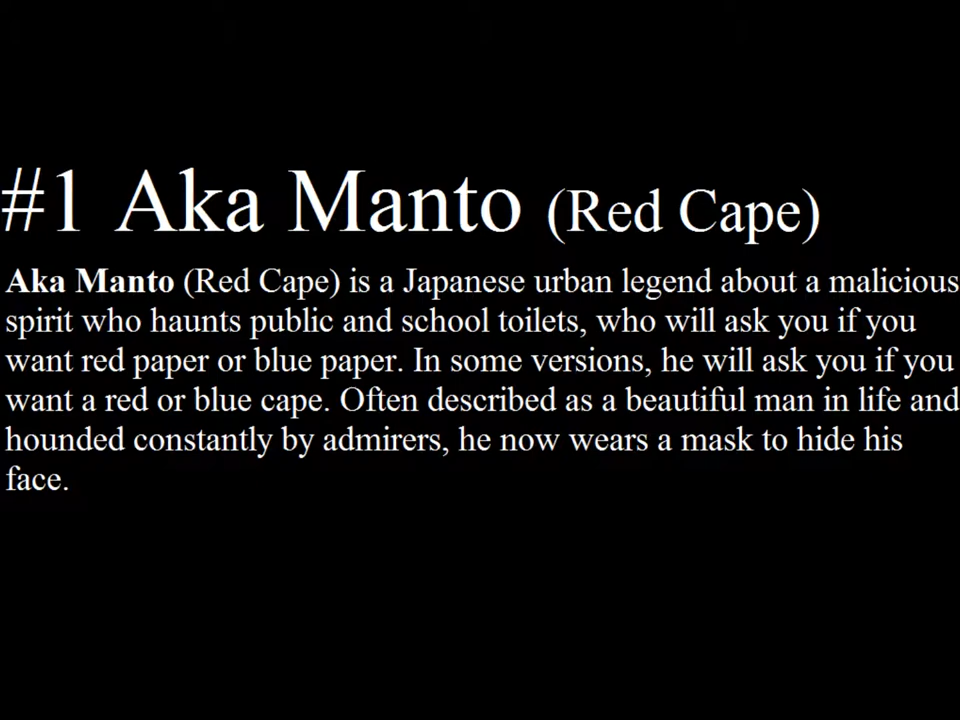 #1 Aka Manto (Red Cape)
Aka Manto (Red Cape) is a Japanese urban legend about a malicious
spirit who haunts public and school toilets, who will ask you if you
want red paper or blue paper. In some versions, he will ask you if you
want a red or blue cape. Often described as a beautiful man in life and
hounded constantly by admirers, he now wears a mask to hide his
face.